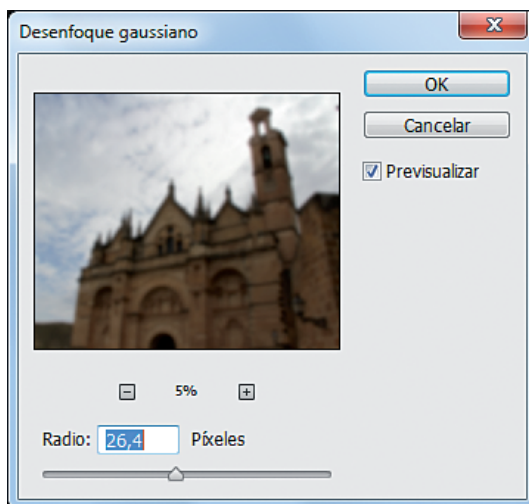 Desenfoque gaussiano
OK
Cancelar
Previsualizar
5%
Radio: 26,4 Píxeles